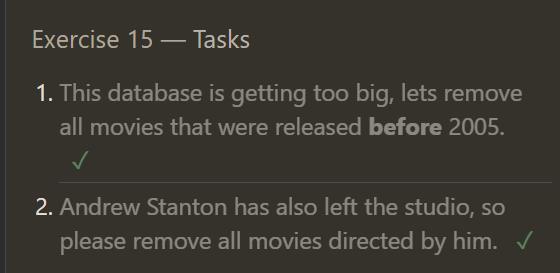 Exercise 15 — Tasks
1. This database is getting too big, lets remove
all movies that were released before 2005.
✓
2. Andrew Stanton has also left the studio, so
please remove all movies directed by him. ✓